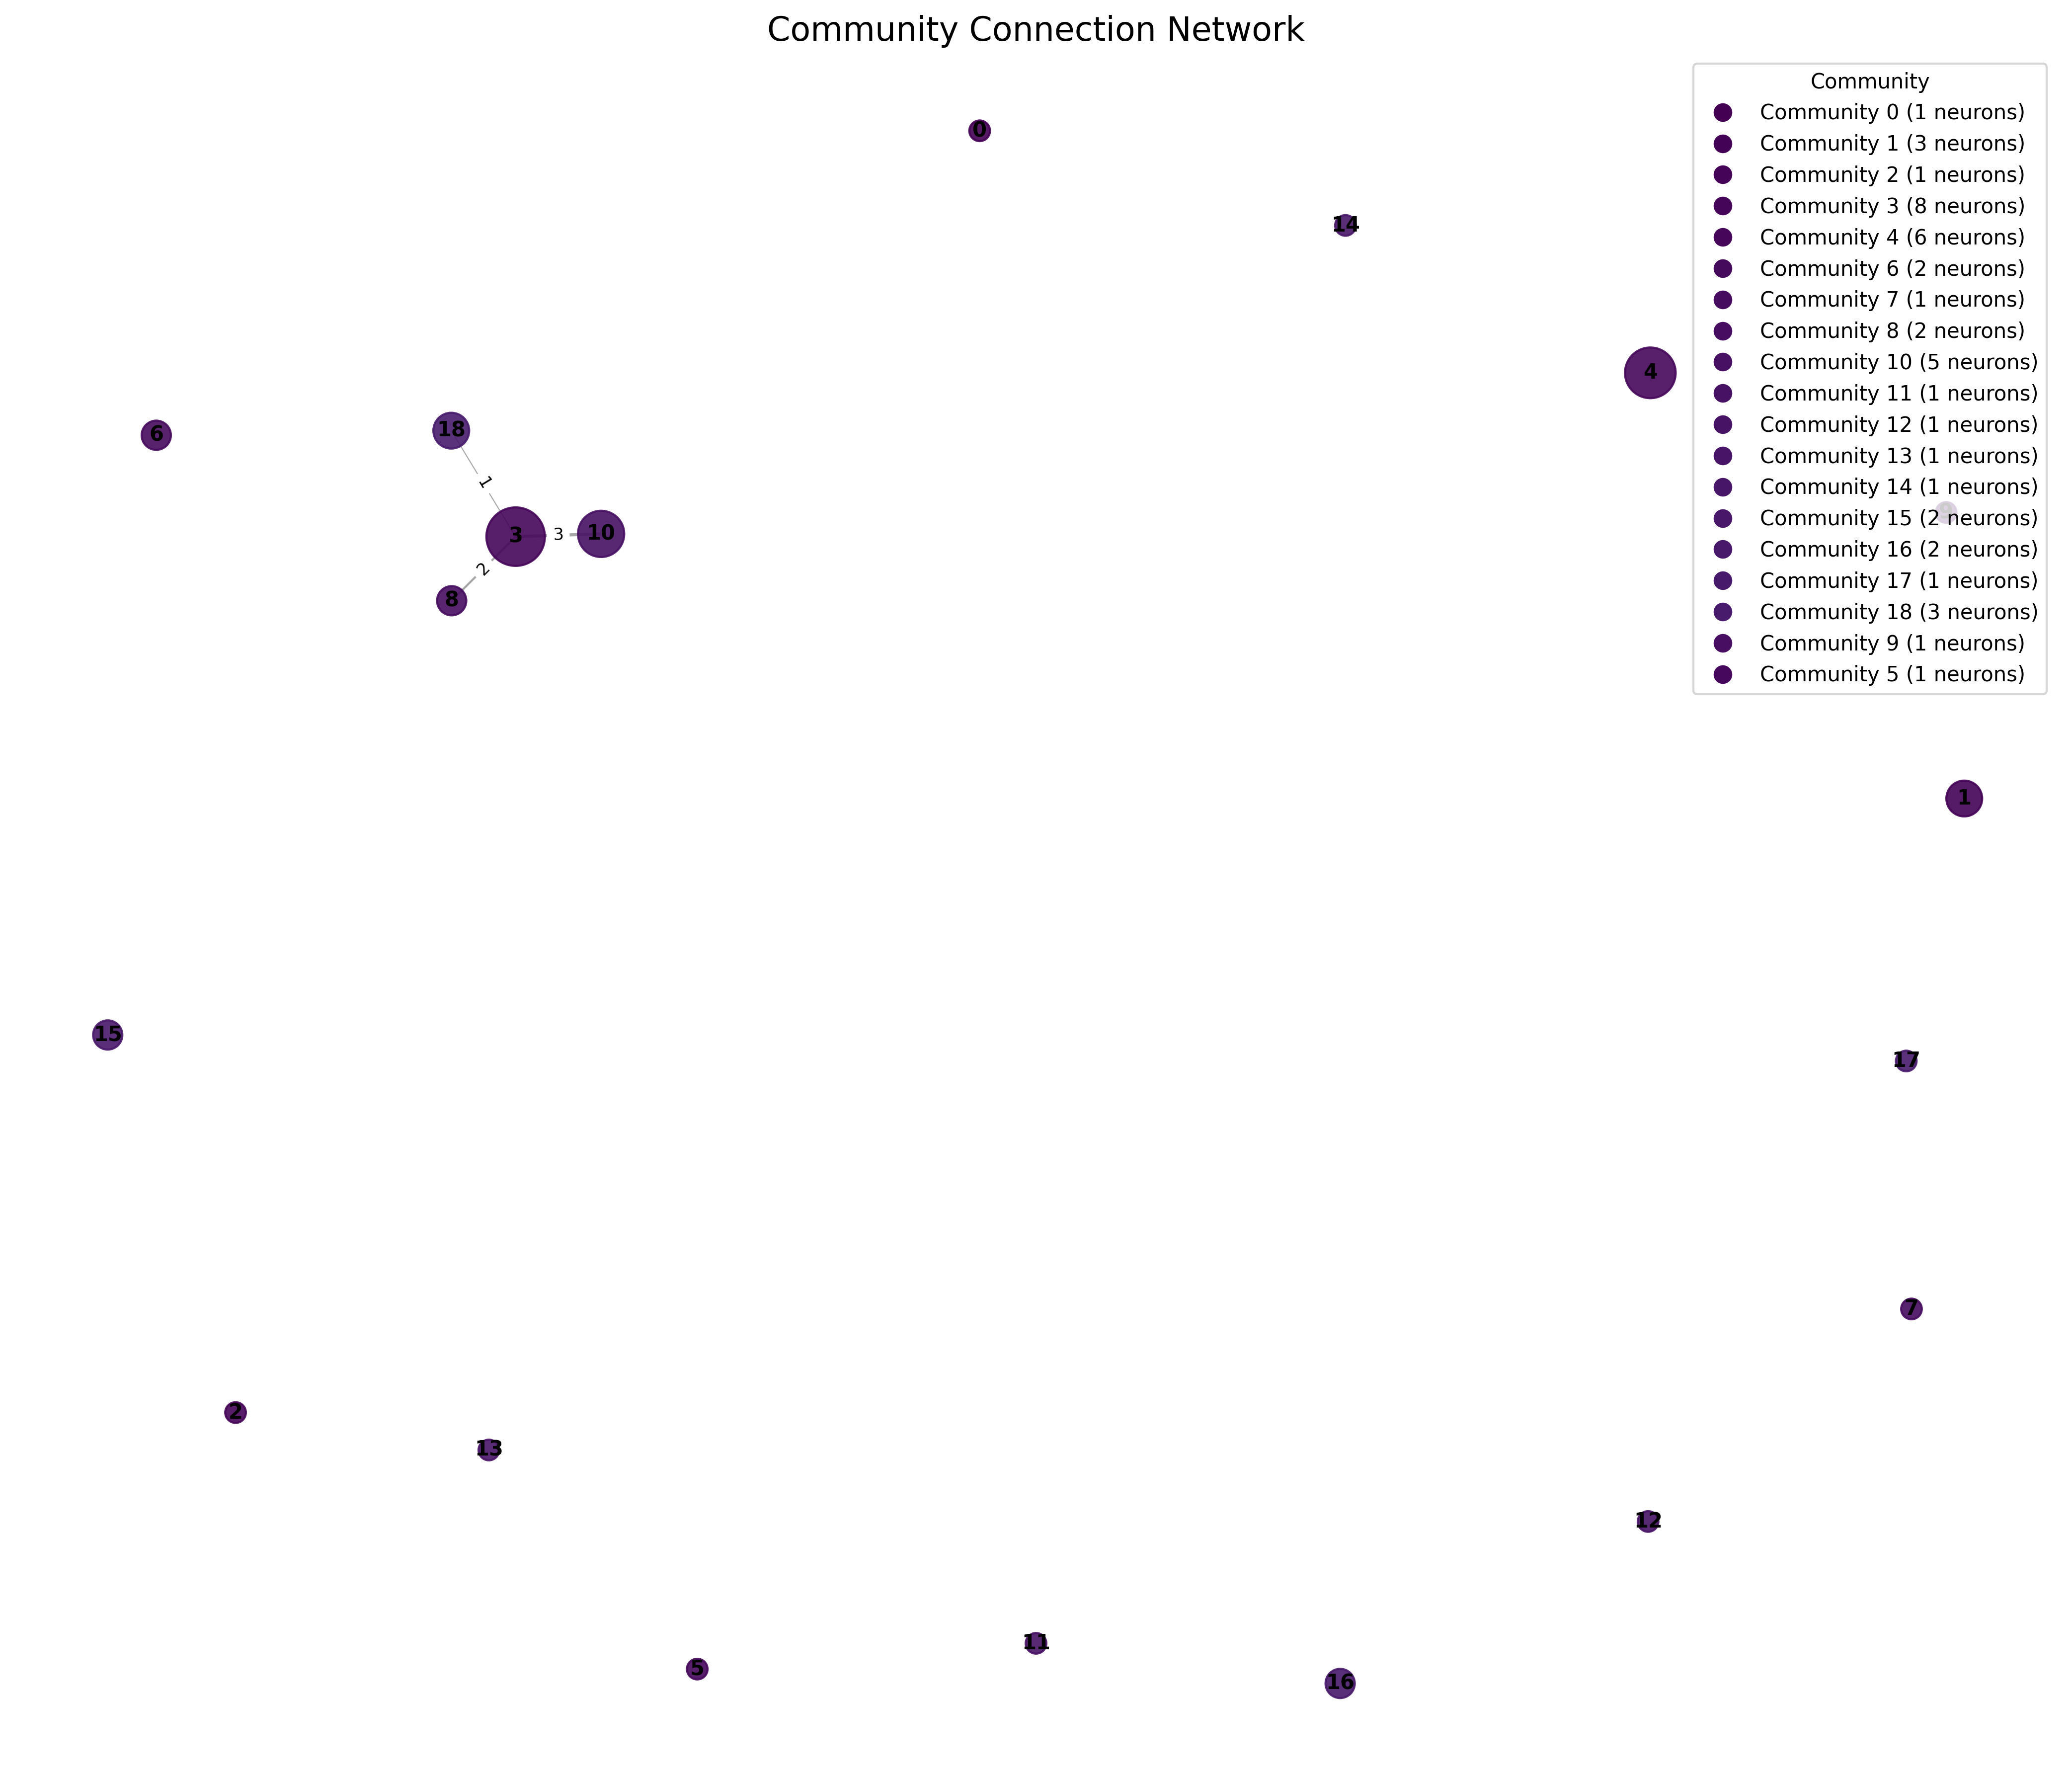 Community Connection Network
Community
Community 0 (1 neurons)
Community 1 (3 neurons)
Community 2 (1 neurons)
Community 3 (8 neurons)
Community 4 (6 neurons)
Community 6 (2 neurons)
Community 7 (1 neurons)
Community 8 (2 neurons)
Community 10 (5 neurons)
Community 11 (1 neurons)
Community 12 (1 neurons)
Community 13 (1 neurons)
Community 14 (1 neurons)
Community 15 (2 neurons)
Community 16 (2 neurons)
Community 17 (1 neurons)
Community 18 (3 neurons)
Community 9 (1 neurons)
Community 5 (1 neurons)
0
14
4
6
18
1
3
3
10
2
8
1
15
17
7
2
13
12
11
5
16